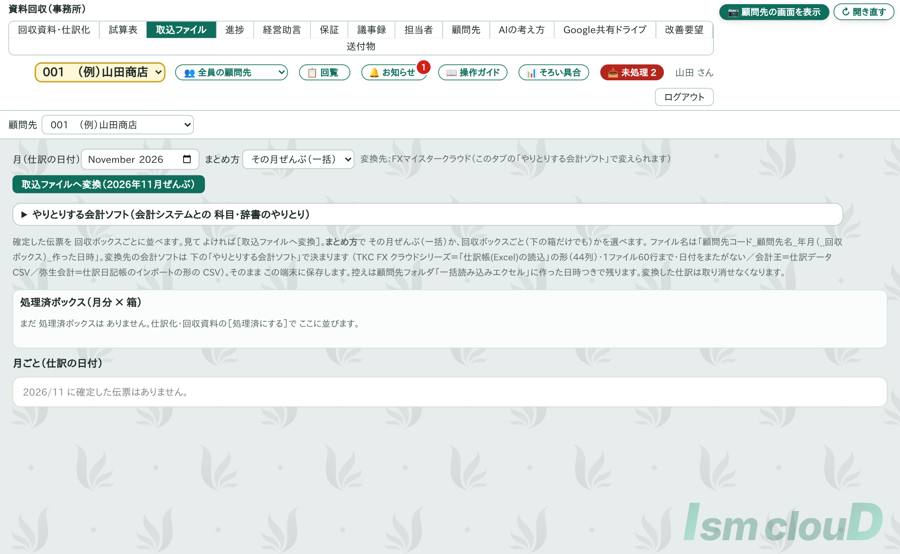 資料回収(事務所)
📷 顧問先の画面を表示
↻ 開き直す
回収資料・仕訳化 試算表 取込ファイル 進捗 経営助言 保証 議事録 担当者 顧問先 AIの考え方 Google共有ドライブ 改善要望
送付物
001 (例)山田商店 👥 全員の顧問先 📋 回覧 🔔 お知らせ 1 📖 操作ガイド 📊 そろい具合 📥 未処理 2 山田 さん
ログアウト
顧問先 001 (例)山田商店
月(仕訳の日付) November 2026 まとめ方 その月ぜんぶ(一括) 変換先:FXマイスタークラウド(このタブの「やりとりする会計ソフト」で変えられます)
取込ファイルへ変換(2026年11月ぜんぶ)
▶ やりとりする会計ソフト(会計システムとの 科目・辞書のやりとり)
確定した伝票を 回収ボックスごとに並べます。見て よければ[取込ファイルへ変換]。まとめ方で その月ぜんぶ(一括)か、回収ボックスごと(下の箱だけでも)かを選べます。 ファイル名は「顧問先コード_顧問先名_年月(_回収
ボックス)_作った日時」。変換先の会計ソフトは 下の「やりとりする会計ソフト」で決まります (TKC FX クラウドシリーズ=「仕訳帳(Excel)の読込」の形(44列)・1ファイル60行まで・日付をまたがない/会計王=仕訳データ
CSV/弥生会計=仕訳日記帳のインポートの形の CSV)。そのまま この端末に保存します。控えは顧問先フォルダ「一括読み込みエクセル」に作った日時つきで残ります。変換した仕訳は取り消せなくなります。
処理済ボックス(月分 × 箱)
まだ 処理済ボックスは ありません。仕訳化・回収資料の[処理済にする]で ここに並びます。
月ごと(仕訳の日付)
2026/11 に確定した伝票はありません。
Ism clouD